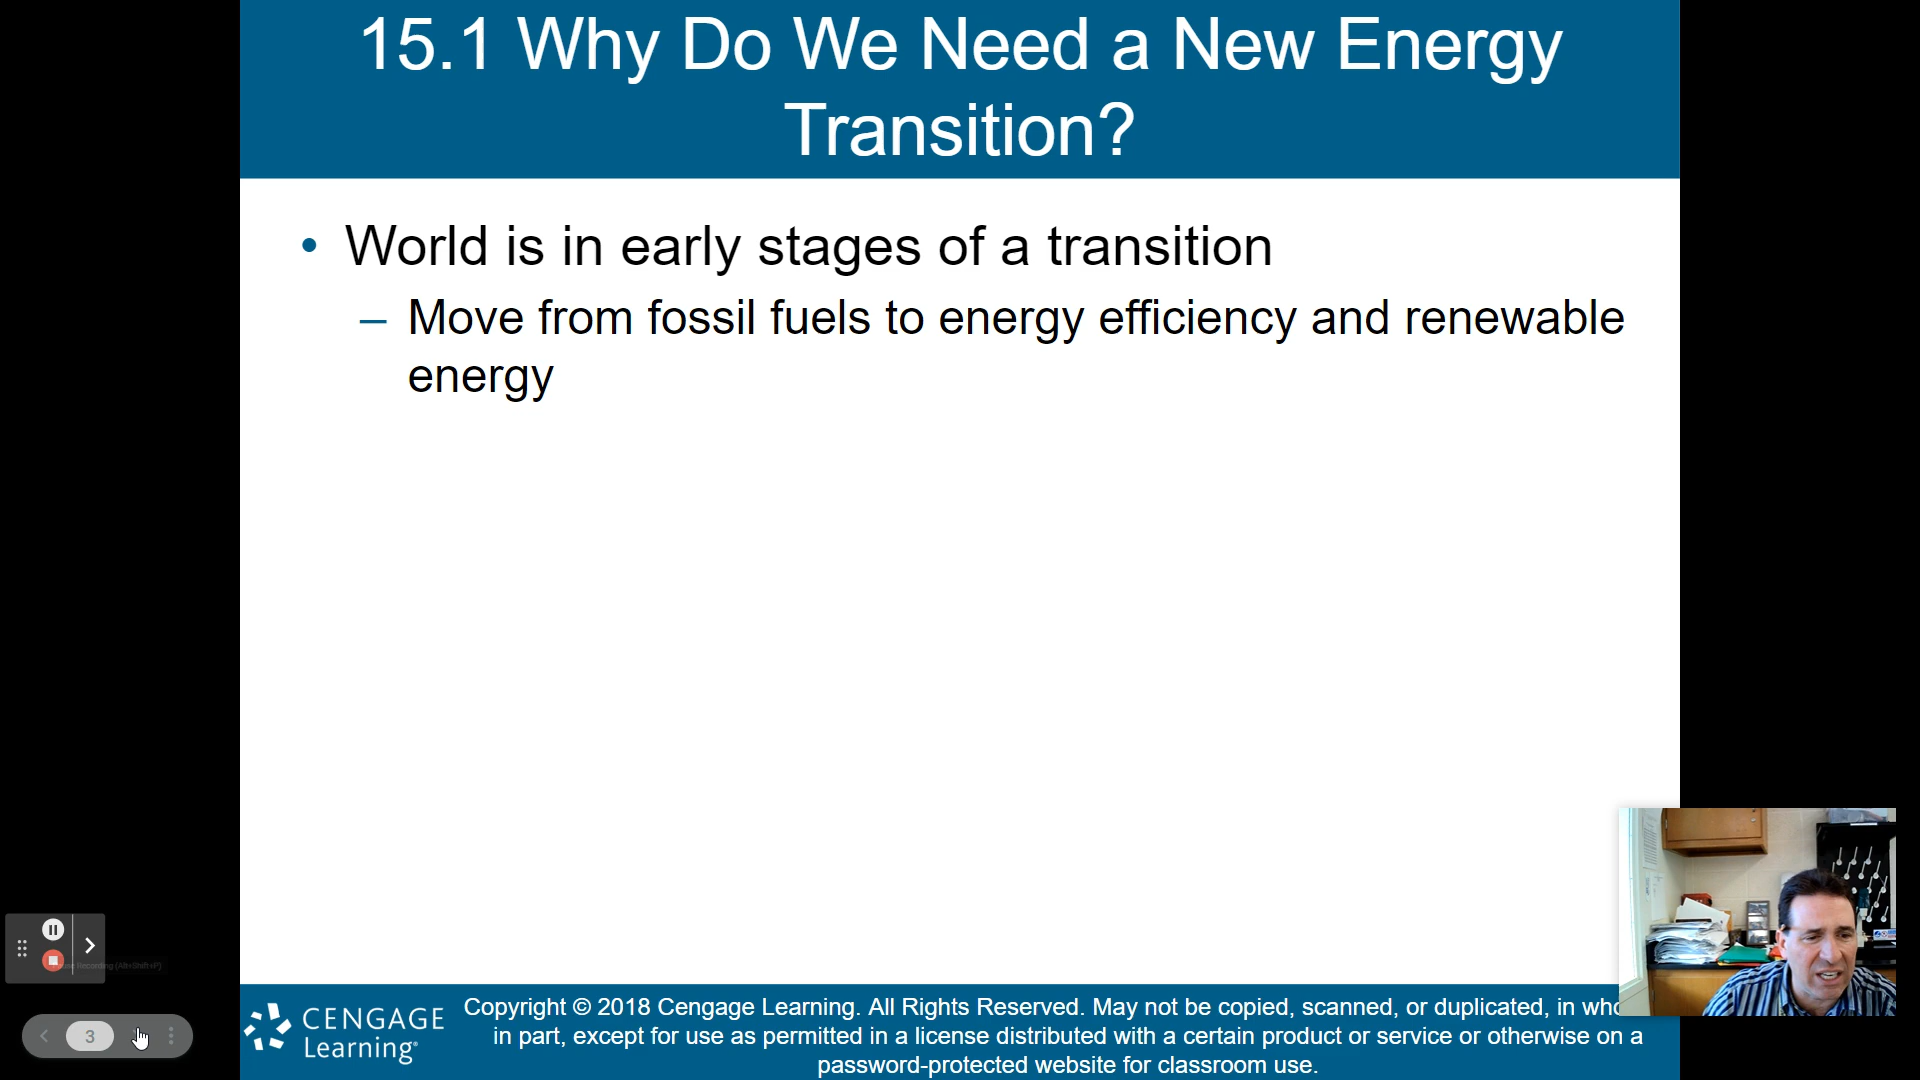 15.1 Why Do We Need a New Energy
Transition?
• World is in early stages of a transition
– Move from fossil fuels to energy efficiency and renewable
energy
CENGAGE
Learning®
Copyright © 2018 Cengage Learning. All Rights Reserved. May not be copied, scanned, or duplicated, in
in part, except for use as permitted in a license distributed with a certain product or service or otherwise on a
password-protected website for classroom use.
Recording (Alt+Shift+P)
3